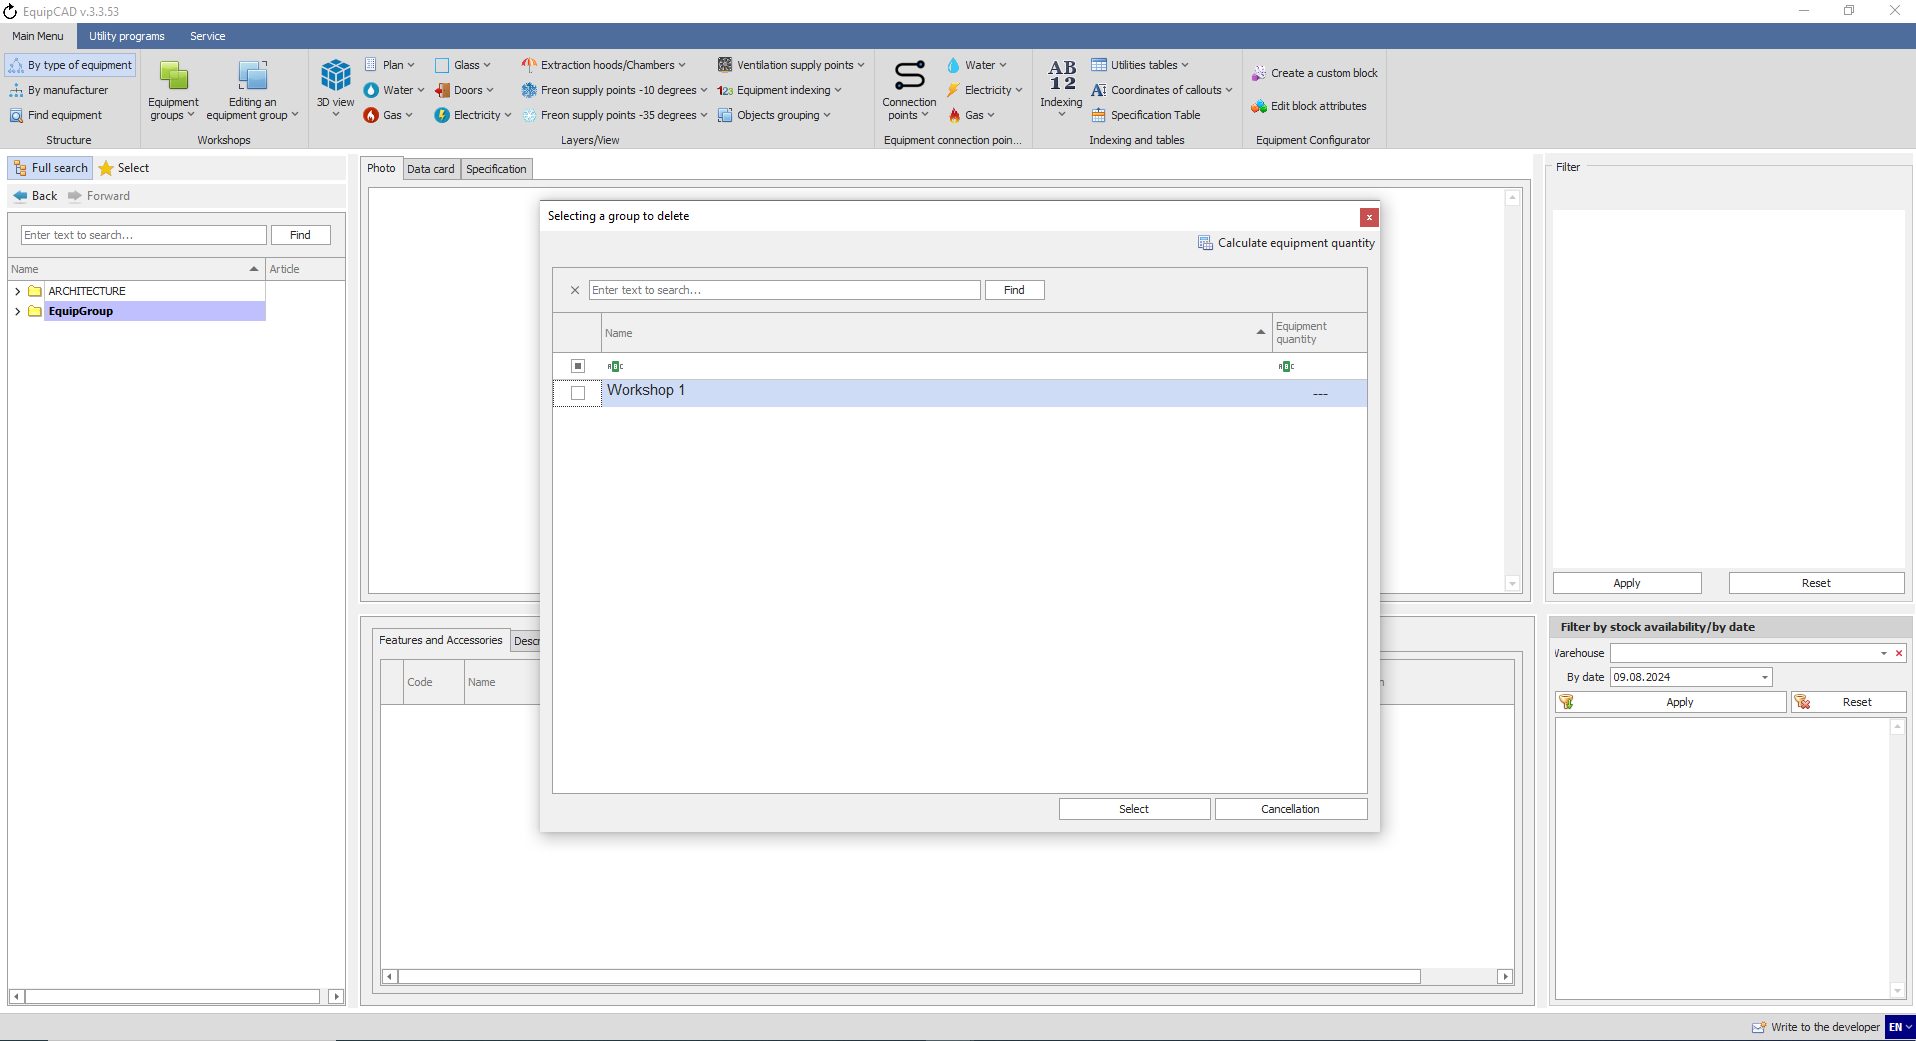 EquipCAD v.3.3.53
Main Menu
Utility programs
Service
By type of equipment
By manufacturer
Find equipment
Structure
Equipment groups
Editing an equipment group
Workshops
3D view
Plan
Water
Gas
Glass
Doors
Electricity
Extraction hoods/Chambers
Freon supply points -10 degrees
Freon supply points -35 degrees
Ventilation supply points
123 Equipment indexing
Objects grouping
Layers/View
Connection points
Water
Electricity
Gas
Equipment connection poin...
AB
12
Indexing
Utilities tables
Coordinates of callouts
Specification Table
Indexing and tables
Create a custom block
Edit block attributes
Equipment Configurator
Full search
Select
Back
Forward
Enter text to search...
Find
Name
Article
ARCHITECTURE
EquipGroup
Photo
Data card
Specification
Selecting a group to delete
x
Calculate equipment quantity
Enter text to search...
Find
Name
Equipment
quantity
ABC
ABC
Workshop 1
---
Select
Cancellation
Features and Accessories
Descr
Code
Name
Filter
Apply
Reset
Filter by stock availability/by date
Warehouse
By date
09.08.2024
Apply
Reset
Write to the developer
EN